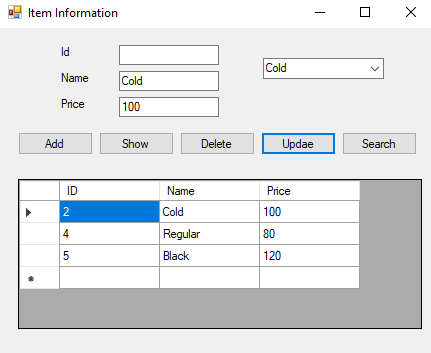 Item Information
Id
Cold
Name Cold
Price 100
Add Show Delete Updae Search
ID Name Price
2 Cold 100
4 Regular 80
5 Black 120